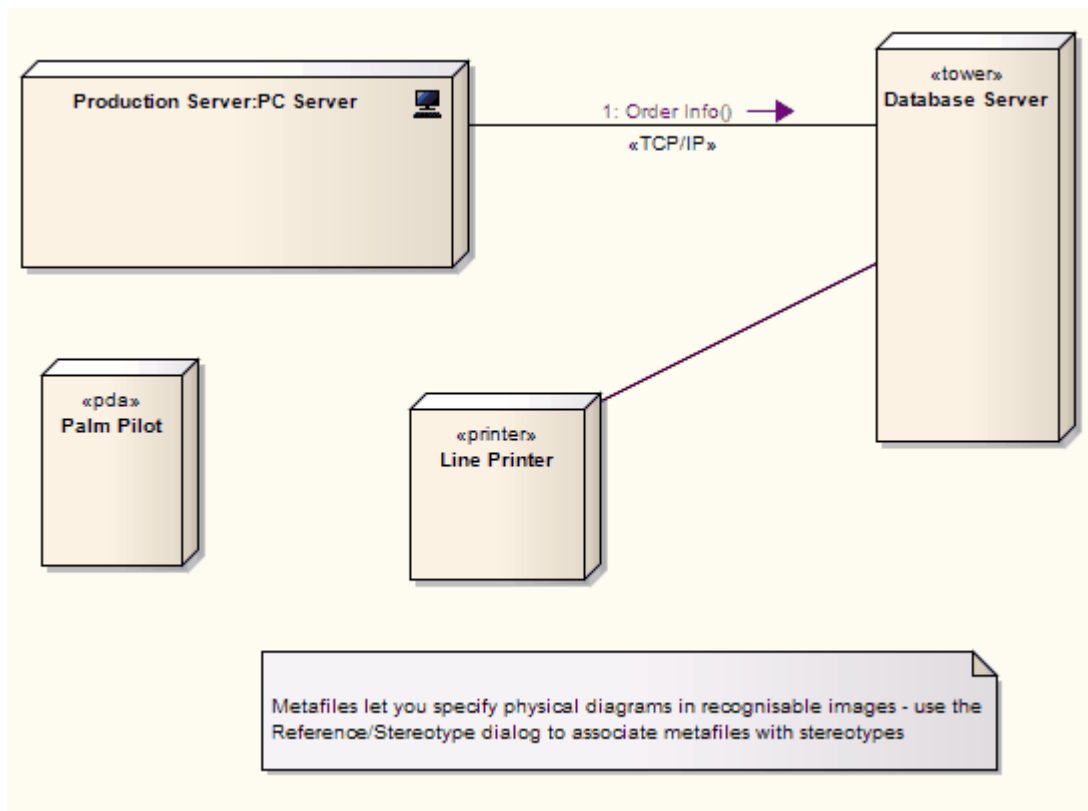 Production Server:PC Server
1: Order Info()
«TCP/IP»
«tower»
Database Server
«pda»
Palm Pilot
«printer»
Line Printer
Metafiles let you specify physical diagrams in recognisable images - use the
Reference/Stereotype dialog to associate metafiles with stereotypes